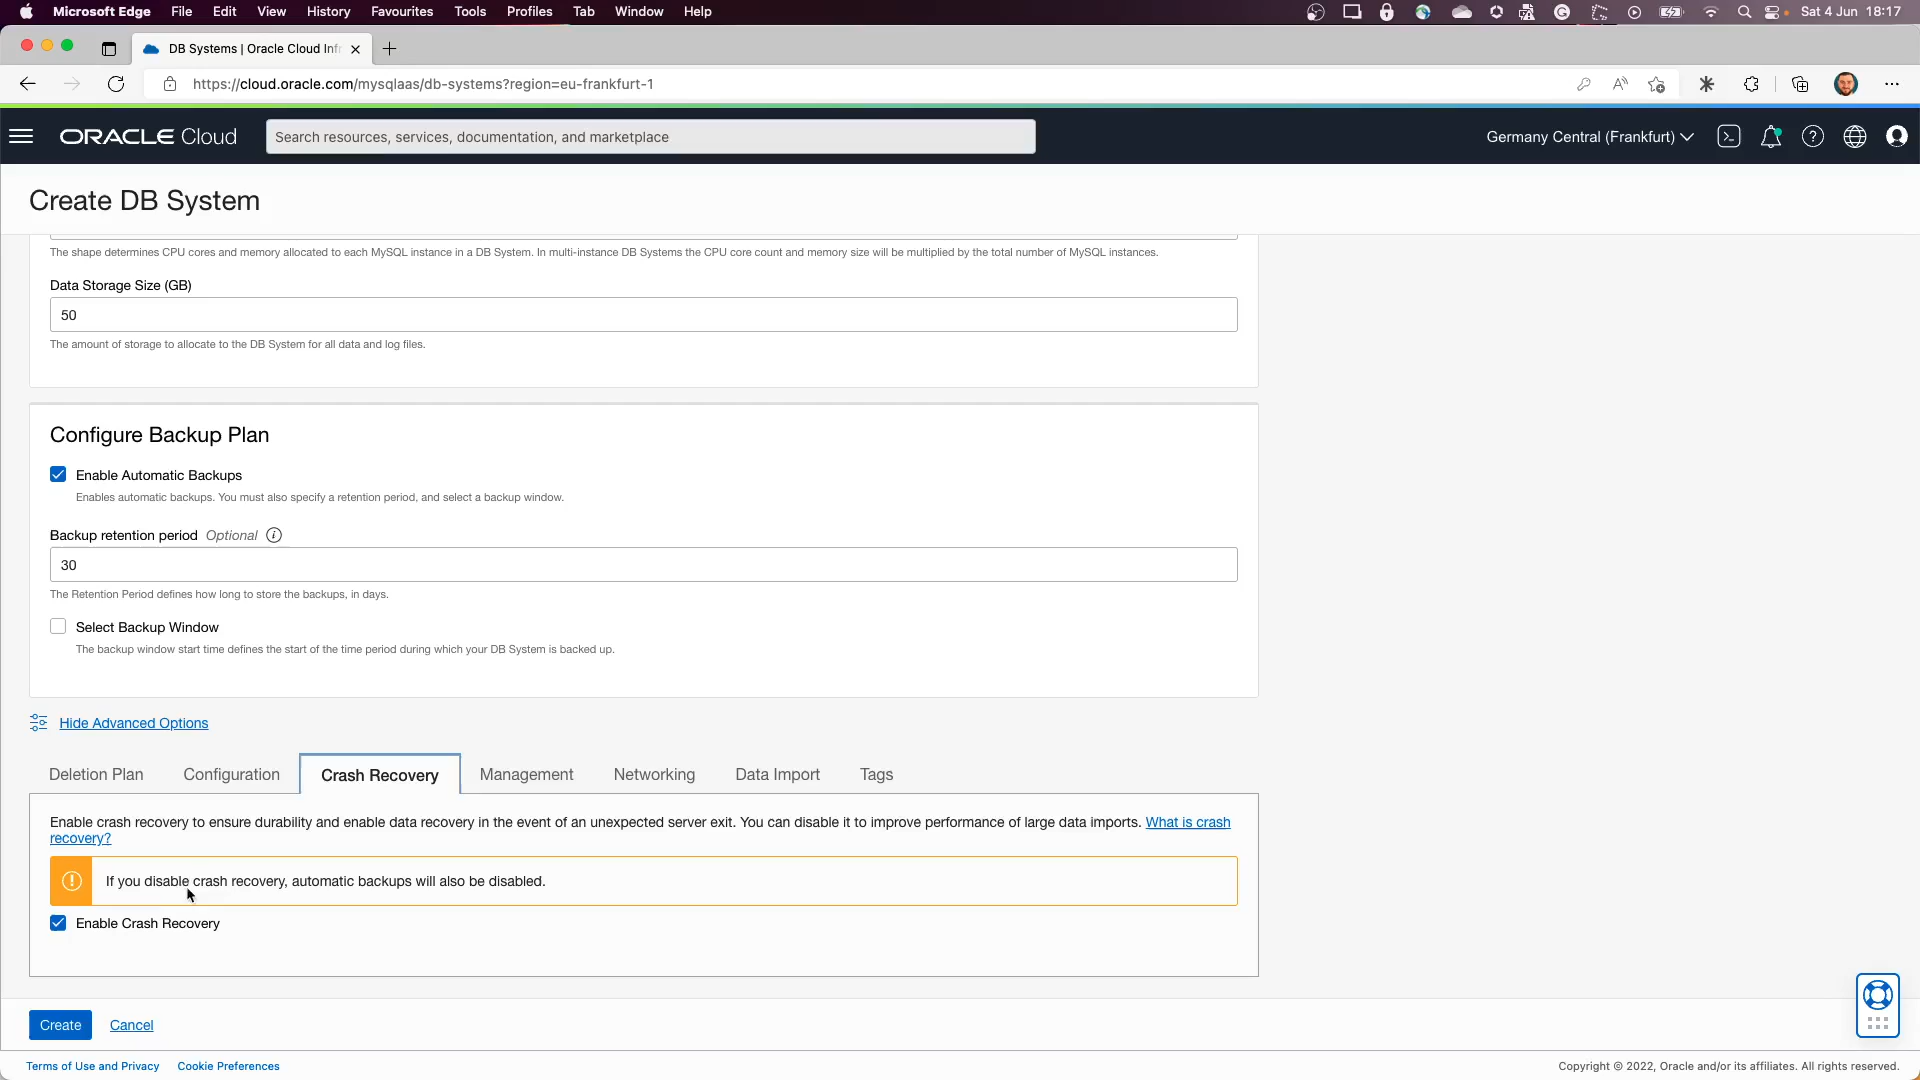 Microsoft Edge File Edit View History Favourites Tools Profiles Tab Window Help Sat 4 Jun 18:17
DB Systems | Oracle Cloud Infr
https://cloud.oracle.com/mysqlaas/db-systems?region=eu-frankfurt-1
ORACLE Cloud Search resources, services, documentation, and marketplace Germany Central (Frankfurt)
Create DB System
The shape determines CPU cores and memory allocated to each MySQL instance in a DB System. In multi-instance DB Systems the CPU core count and memory size will be multiplied by the total number of MySQL instances.
Data Storage Size (GB)
50
The amount of storage to allocate to the DB System for all data and log files.
Configure Backup Plan
Enable Automatic Backups
Enables automatic backups. You must also specify a retention period, and select a backup window.
Backup retention period Optional
30
The Retention Period defines how long to store the backups, in days.
Select Backup Window
The backup window start time defines the start of the time period during which your DB System is backed up.
Hide Advanced Options
Deletion Plan Configuration Crash Recovery Management Networking Data Import Tags
Enable crash recovery to ensure durability and enable data recovery in the event of an unexpected server exit. You can disable it to improve performance of large data imports. What is crash
recovery?
If you disable crash recovery, automatic backups will also be disabled.
Enable Crash Recovery
Create Cancel
Terms of Use and Privacy Cookie Preferences Copyright © 2022, Oracle and/or its affiliates. All rights reserved.